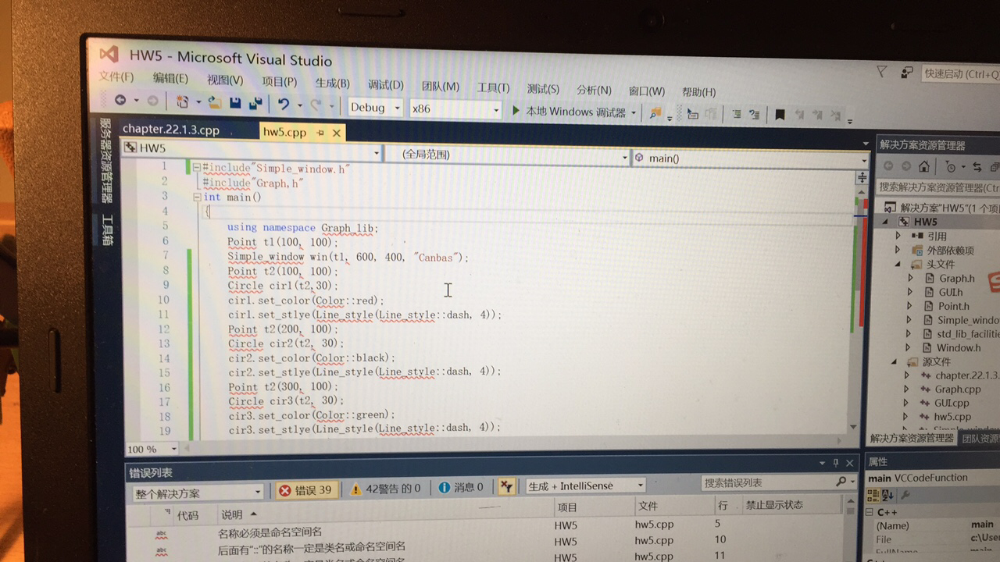 HW5 - Microsoft Visual Studio
快速启动 (Ctrl+Q)
文件(F) 编辑(E) 视图(V) 项目(P) 生成(B) 调试(D) 团队(M) 工具(T) 测试(S) 分析(N) 窗口(W) 帮助(H)
Debug x86 本地 Windows 调试器
服务器资源管理器
工具箱
chapter.22.1.3.cpp hw5.cpp
HW5 (全局范围) main()
1 #include"Simple_window.h"
2 #include"Graph,h"
3 int main()
4 {
5 using namespace Graph_lib;
6 Point t1(100, 100);
7 Simple_window win(t1, 600, 400, "Canbas");
8 Point t2(100, 100);
9 Circle cir1(t2,30);
10 cir1.set_color(Color::red);
11 cir1.set_stlye(Line_style(Line_style::dash, 4));
12 Point t2(200, 100);
13 Circle cir2(t2, 30);
14 cir2.set_color(Color::black);
15 cir2.set_stlye(Line_style(Line_style::dash, 4));
16 Point t2(300, 100);
17 Circle cir3(t2, 30);
18 cir3.set_color(Color::green);
19 cir3.set_stlye(Line_style(Line_style::dash, 4));
100 %
解决方案资源管理器
搜索解决方案资源管理器(Ctrl
解决方案"HW5"(1 个项
HW5
引用
外部依赖项
头文件
Graph.h
GUI.h
Point.h
Simple_windo
std_lib_facilitie
Window.h
源文件
chapter.22.1.3.
Graph.cpp
GUI.cpp
hw5.cpp
解决方案资源管理器 团队资源
错误列表
整个解决方案 错误 39 42警告 的 0 消息 0 生成 + IntelliSense 搜索错误列表
代码 说明 项目 文件 行 禁止显示状态
abc 名称必须是命名空间名 HW5 hw5.cpp 5
abc 后面有"::"的名称一定是类名或命名空间名 HW5 hw5.cpp 10
HW5 hw5.cpp 11
属性
main VCCodeFunction
C++
(Name) main
File c:\User
FullName main